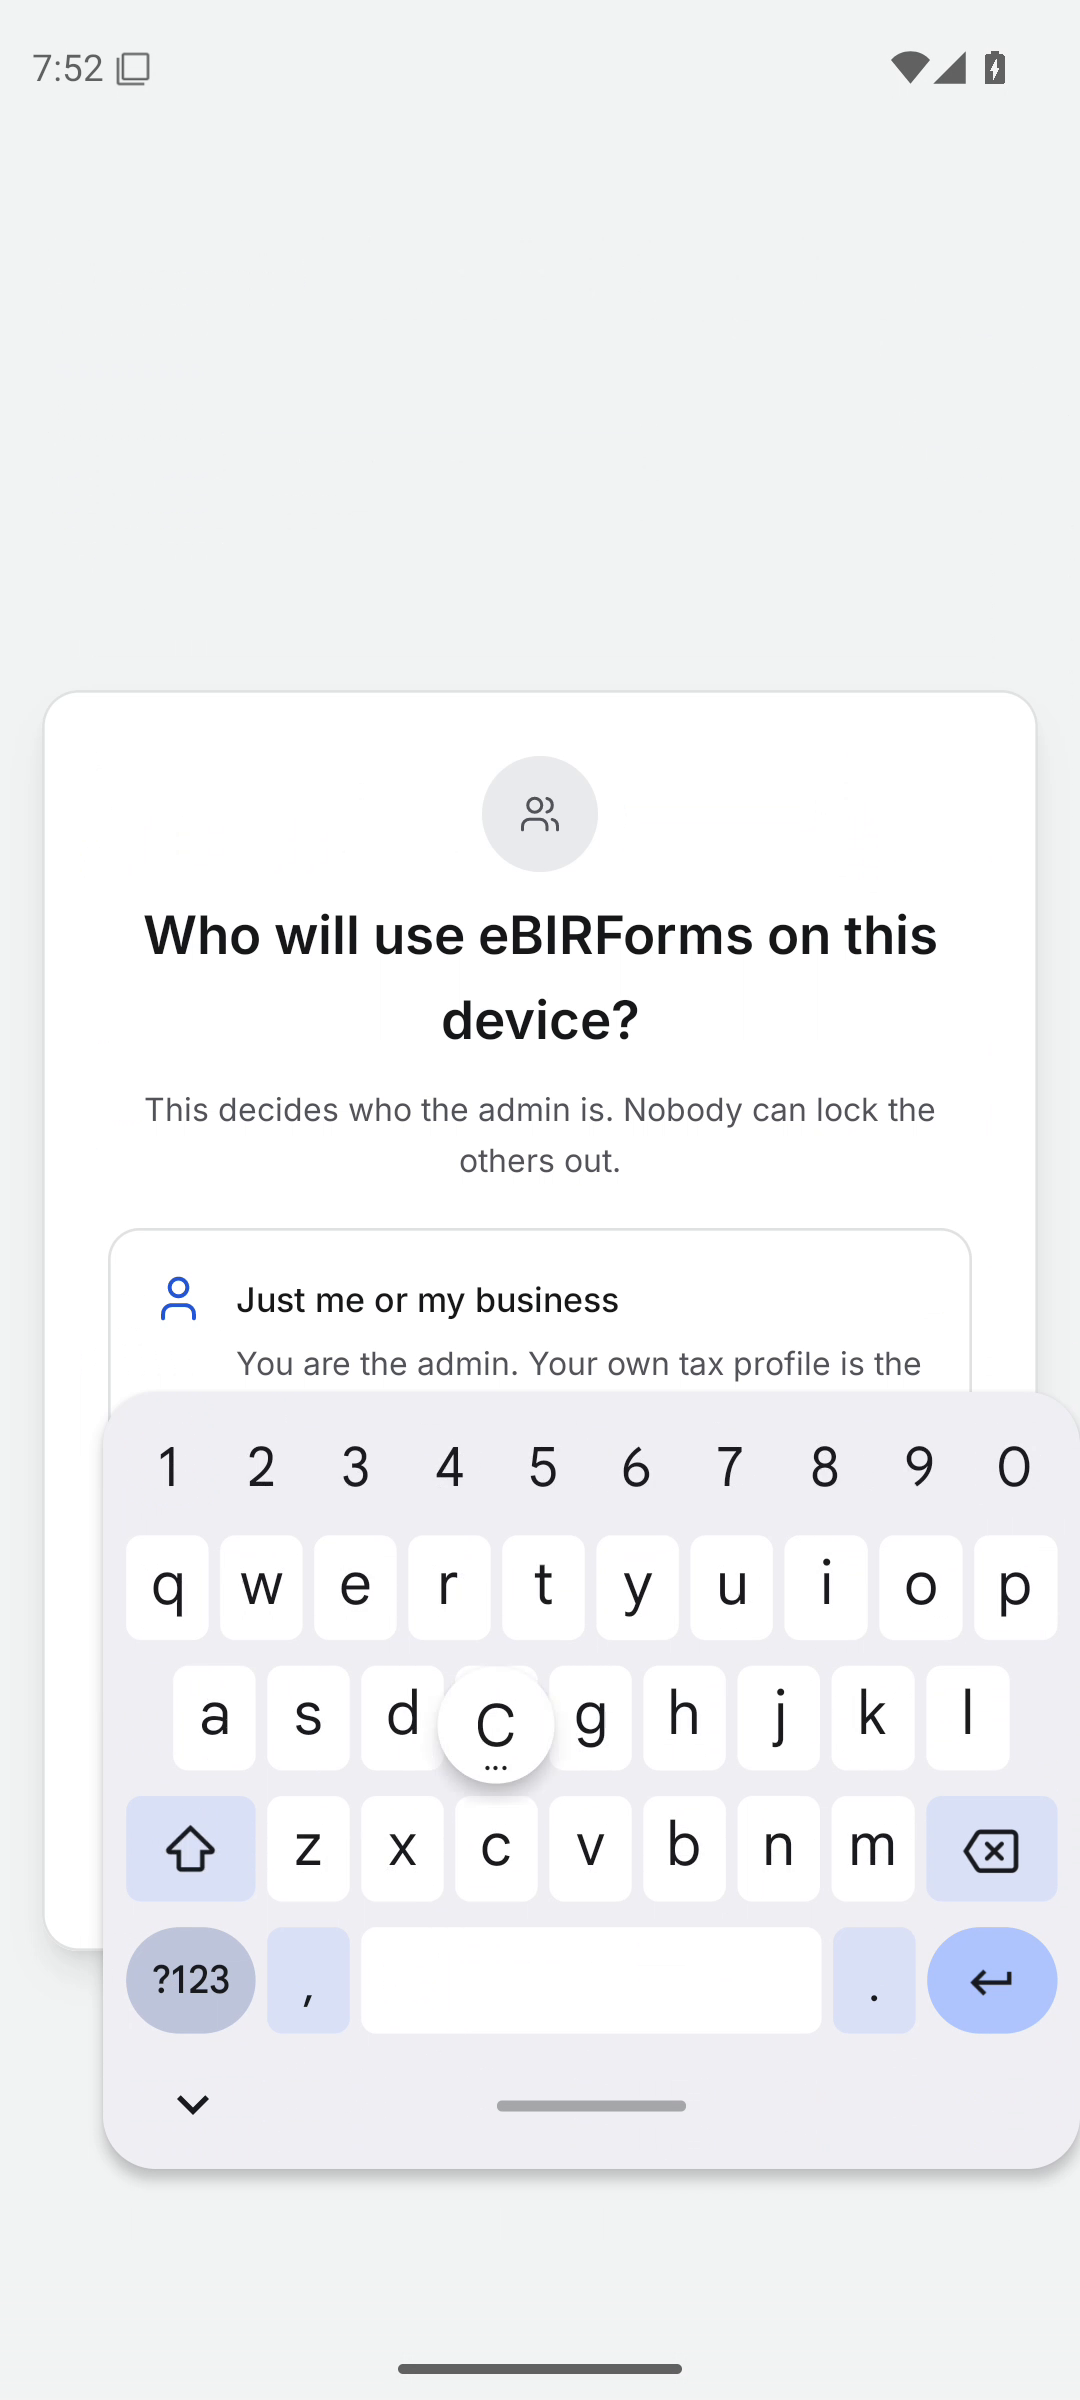 7:52
Who will use eBIRForms on this
device?
This decides who the admin is. Nobody can lock the
others out.
Just me or my business
You are the admin. Your own tax profile is the
1 2 3 4 5 6 7 8 9 0
q w e r t y u i o p
a s d C g h j k l
...
z x c v b n m
?123 , .